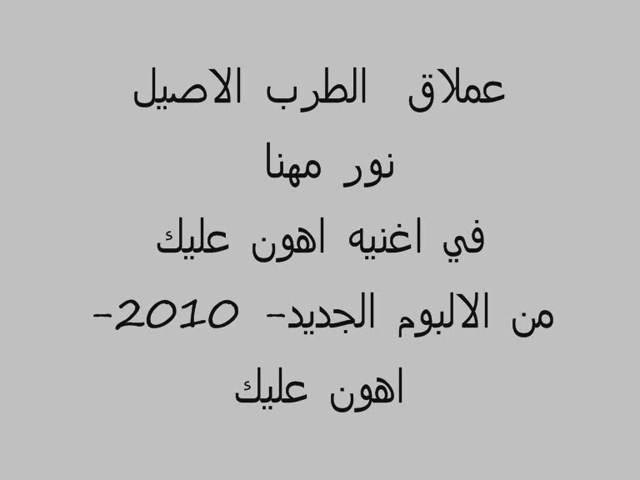 عملاق الطرب الاصيل
نور مهنا
في اغنيه اهون عليك
من الالبوم الجديد- 2010-
اهون عليك